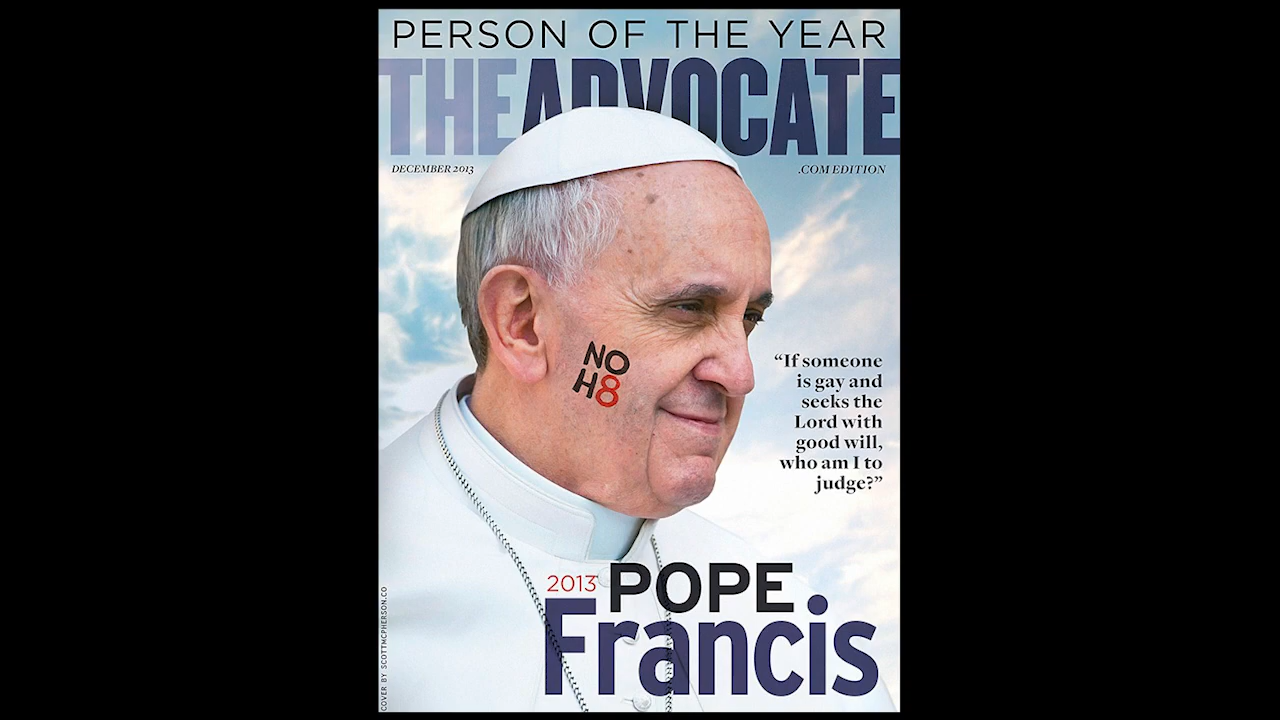 PERSON OF THE YEAR
THE ADVOCATE
DECEMBER 2013
.COM EDITION
NO
H8
“If someone
is gay and
seeks the
Lord with
good will,
who am I to
judge?”
2013 POPE
Francis
COVER BY SCOTTMCPHERSON.CO